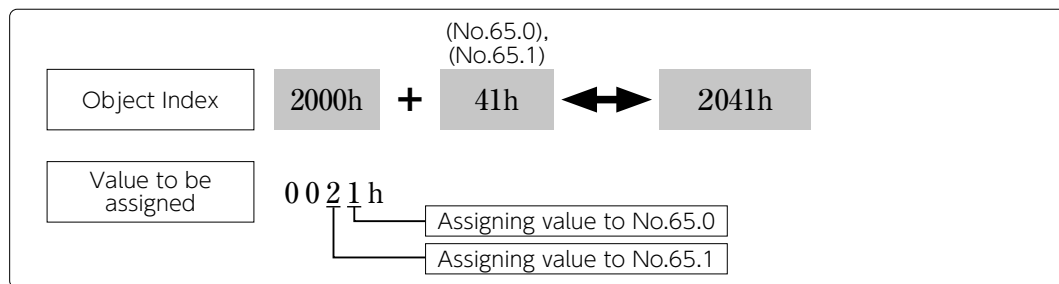 (No.65.0),
(No.65.1)
Object Index 2000h + 41h 2041h
Value to be
assigned
0021h
Assigning value to No.65.0
Assigning value to No.65.1